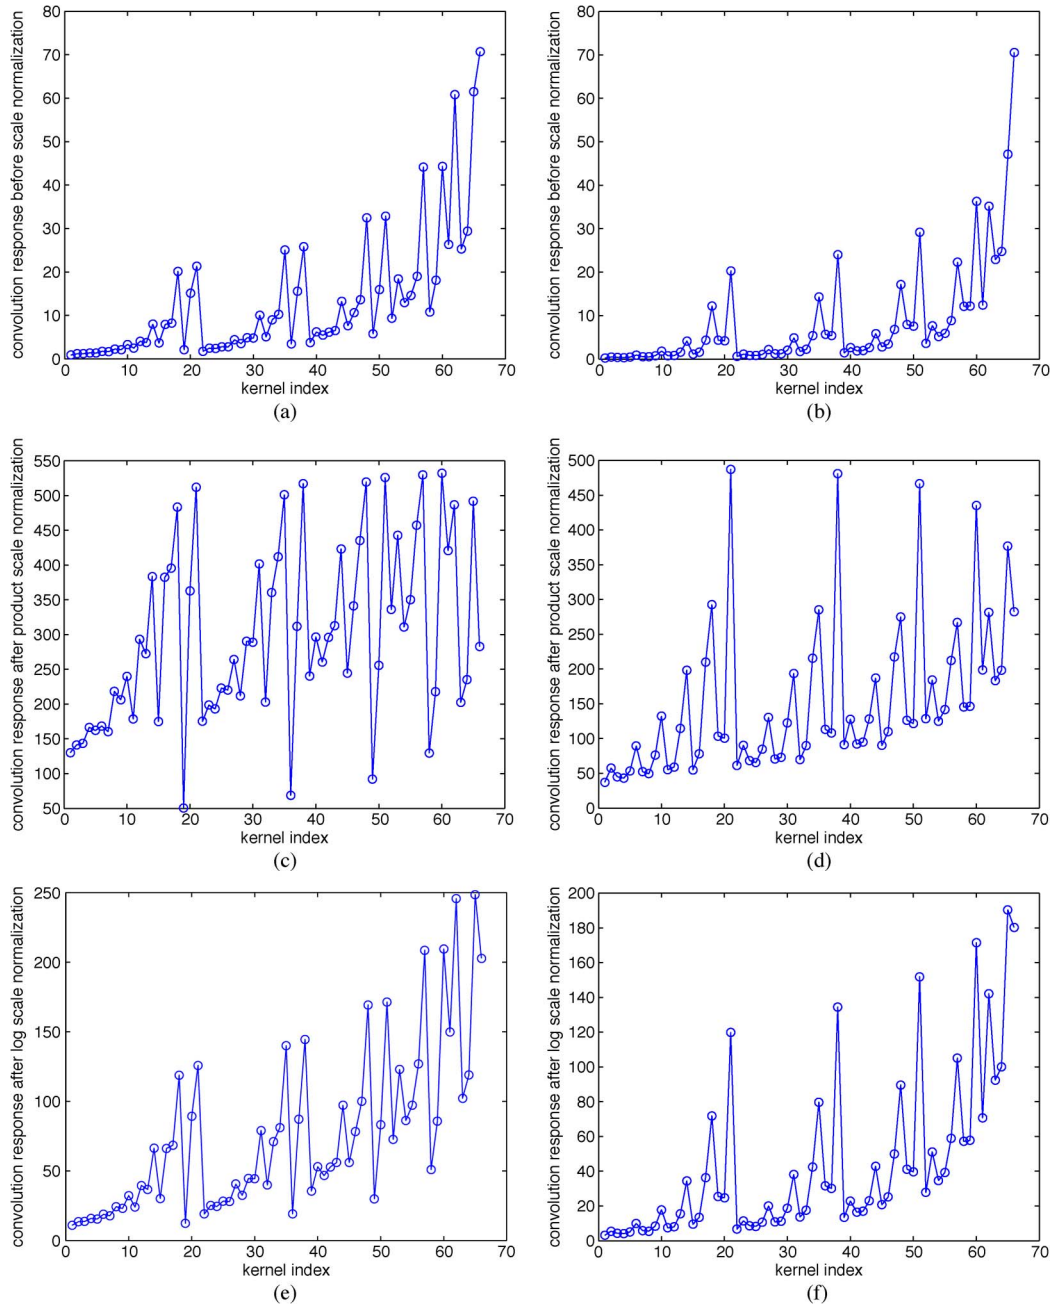 convolution response before scale normalization
80
70
60
50
40
30
20
10
0
0 10 20 30 40 50 60 70
kernel index
(a)
convolution response before scale normalization
80
70
60
50
40
30
20
10
0
0 10 20 30 40 50 60 70
kernel index
(b)
convolution response after product scale normalization
550
500
450
400
350
300
250
200
150
100
50
0 10 20 30 40 50 60 70
kernel index
(c)
convolution response after product scale normalization
500
450
400
350
300
250
200
150
100
50
0
0 10 20 30 40 50 60 70
kernel index
(d)
convolution response after log scale normalization
250
200
150
100
50
0
0 10 20 30 40 50 60 70
kernel index
(e)
convolution response after log scale normalization
200
180
160
140
120
100
80
60
40
20
0
0 10 20 30 40 50 60 70
kernel index
(f)